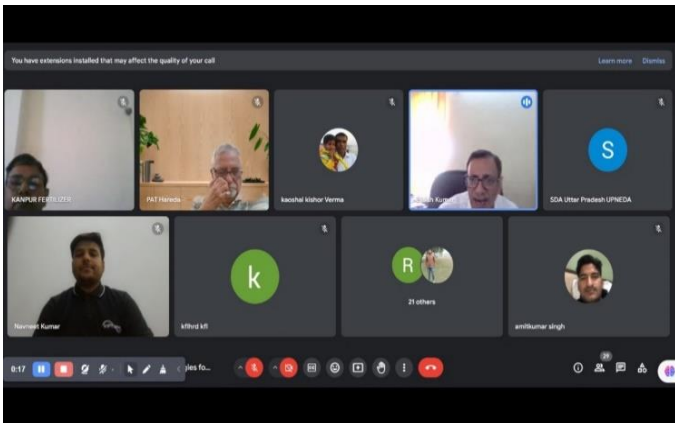 You have extensions installed that may affect the quality of your call
Learn more Dismiss
KANPUR FERTILIZER
PAT Hareda
kaoshal kishor Verma
S
SDA Uttar Pradesh UPNEDA
Navneet Kumar
k
kflhrd kfl
R
21 others
amitkumar singh
0:17
29